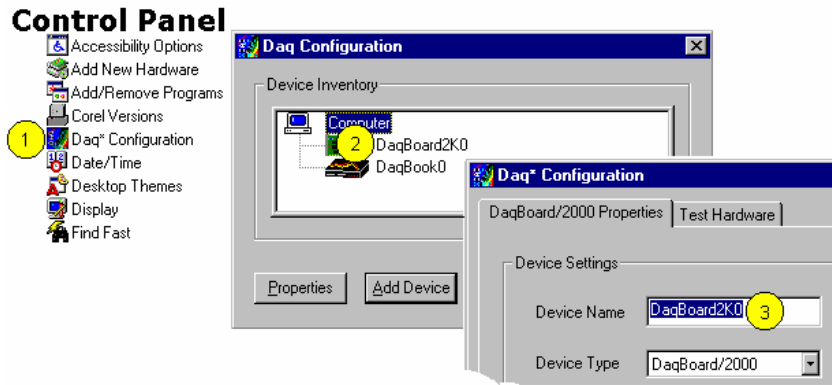 Control Panel
Accessibility Options
Add New Hardware
Add/Remove Programs
Corel Versions
1
Daq* Configuration
Date/Time
Desktop Themes
Display
Find Fast
Daq Configuration
Device Inventory
Computer
2
DaqBoard2K0
DaqBook0
Properties
Add Device
Daq* Configuration
DaqBoard/2000 Properties
Test Hardware
Device Settings
Device Name
DaqBoard2K0
3
Device Type
DaqBoard/2000